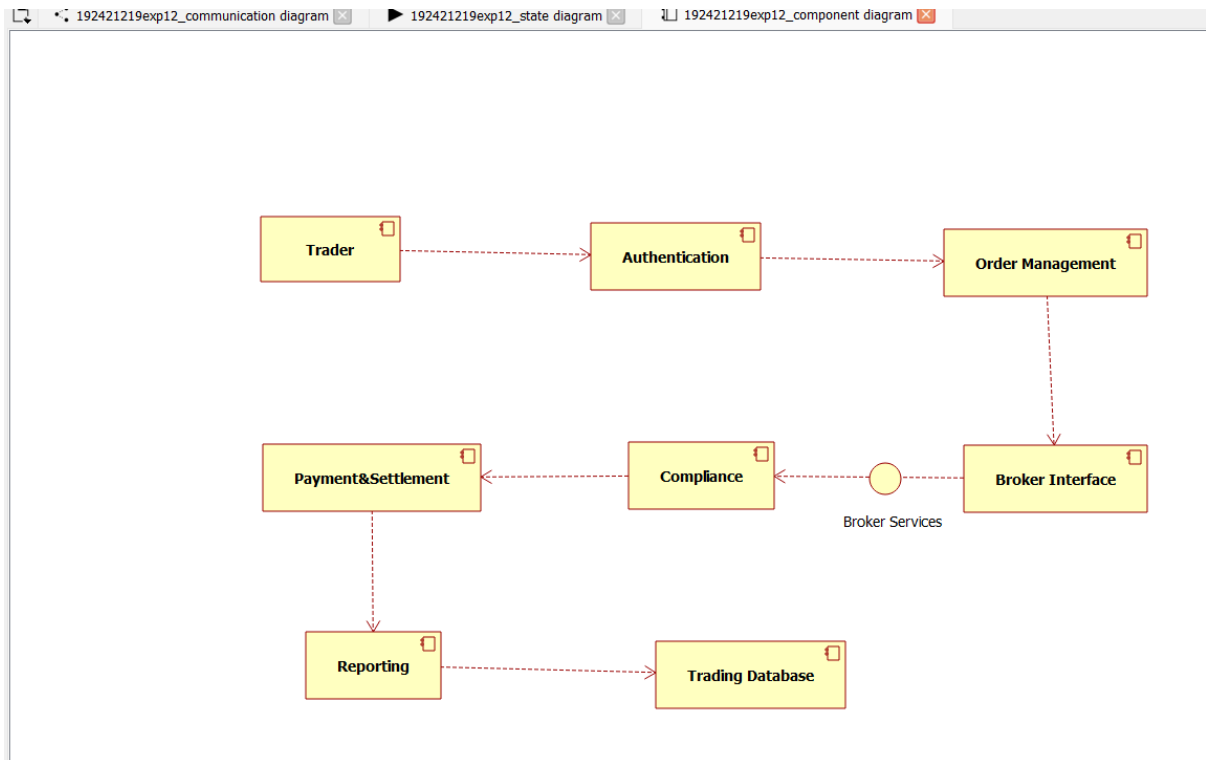 192421219exp12_communication diagram
192421219exp12_state diagram
192421219exp12_component diagram
Trader
Authentication
Order Management
Payment&Settlement
Compliance
Broker Interface
Broker Services
Reporting
Trading Database